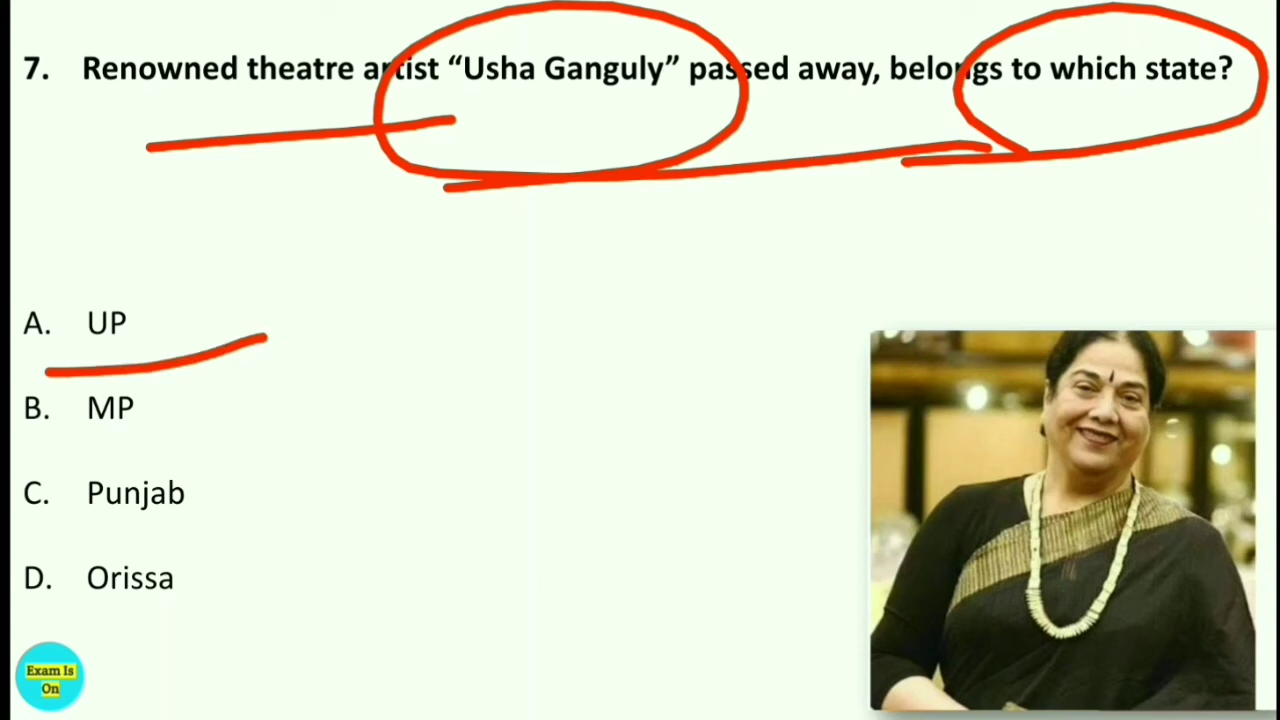 7. Renowned theatre artist “Usha Ganguly” passed away, belongs to which state?
A. UP
B. MP
C. Punjab
D. Orissa
Exam Is
On